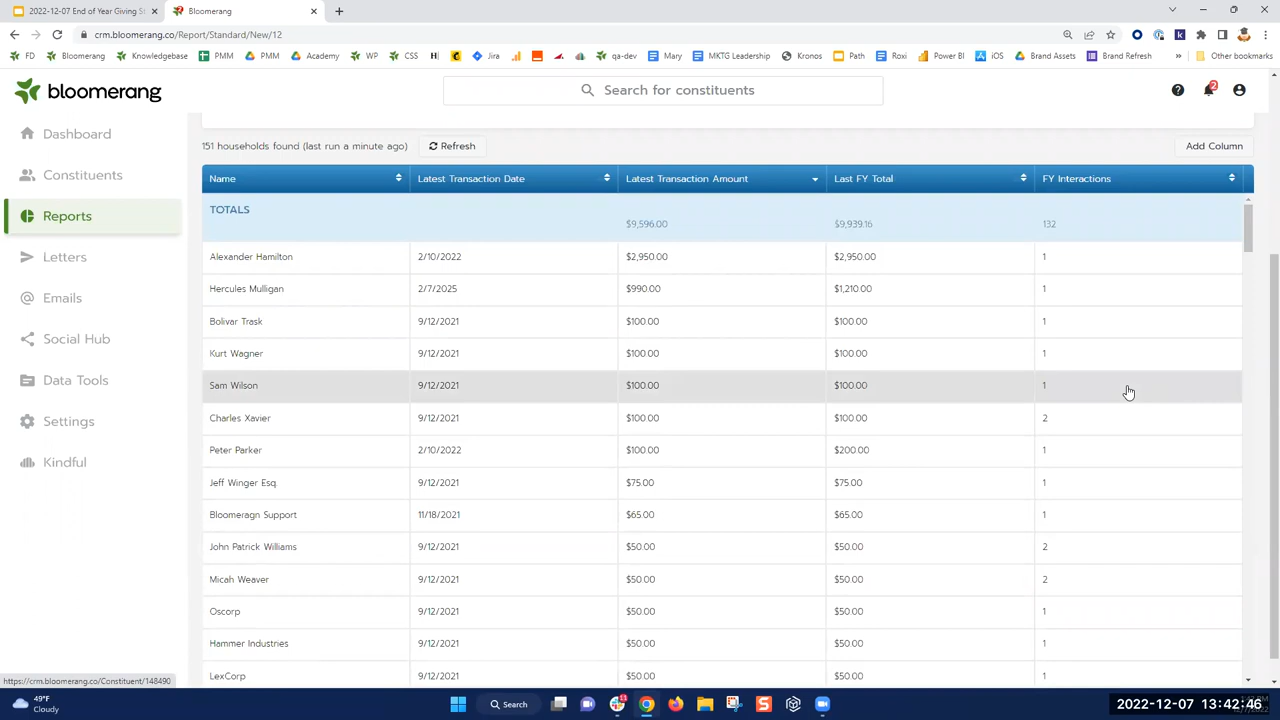 2022-12-07 End of Year Giving St
Bloomerang
crm.bloomerang.co/Report/Standard/New/12
FD
Bloomerang
Knowledgebase
PMM
PMM
Academy
WP
CSS
H
Jira
qa-dev
Mary
MKTG Leadership
Kronos
Path
Roxi
Power BI
iOS
Brand Assets
Brand Refresh
Other bookmarks
bloomerang
Search for constituents
2
Dashboard
Constituents
Reports
Letters
Emails
Social Hub
Data Tools
Settings
Kindful
151 households found (last run a minute ago)
Refresh
Add Column
Name Latest Transaction Date Latest Transaction Amount Last FY Total FY Interactions
TOTALS
$9,596.00 $9,939.16 132
Alexander Hamilton 2/10/2022 $2,950.00 $2,950.00 1
Hercules Mulligan 2/7/2025 $990.00 $1,210.00 1
Bolivar Trask 9/12/2021 $100.00 $100.00 1
Kurt Wagner 9/12/2021 $100.00 $100.00 1
Sam Wilson 9/12/2021 $100.00 $100.00 1
Charles Xavier 9/12/2021 $100.00 $100.00 2
Peter Parker 2/10/2022 $100.00 $200.00 1
Jeff Winger Esq. 9/12/2021 $75.00 $75.00 1
Bloomeragn Support 11/18/2021 $65.00 $65.00 1
John Patrick Williams 9/12/2021 $50.00 $50.00 2
Micah Weaver 9/12/2021 $50.00 $50.00 2
Oscorp 9/12/2021 $50.00 $50.00 1
Hammer Industries 9/12/2021 $50.00 $50.00 1
LexCorp 9/12/2021 $50.00 $50.00 1
https://crm.bloomerang.co/Constituent/148490
49°F
Cloudy
Search
11
2022-12-07 13:42:46